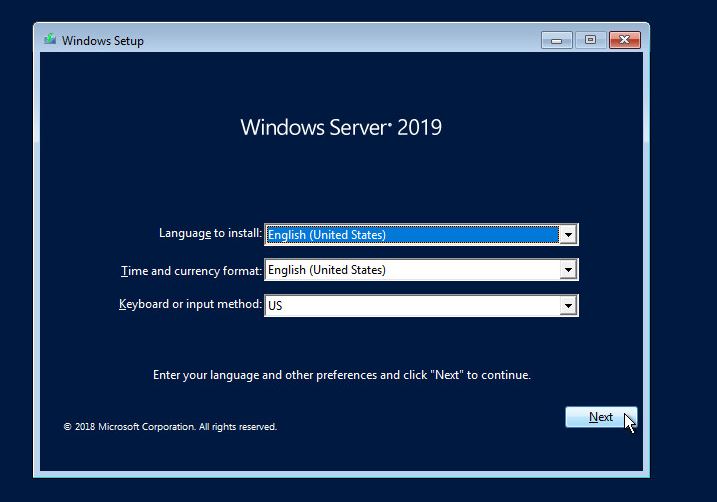 Windows Setup
Windows Server® 2019
Language to install: English (United States)
Time and currency format: English (United States)
Keyboard or input method: US
Enter your language and other preferences and click "Next" to continue.
Next
© 2018 Microsoft Corporation. All rights reserved.